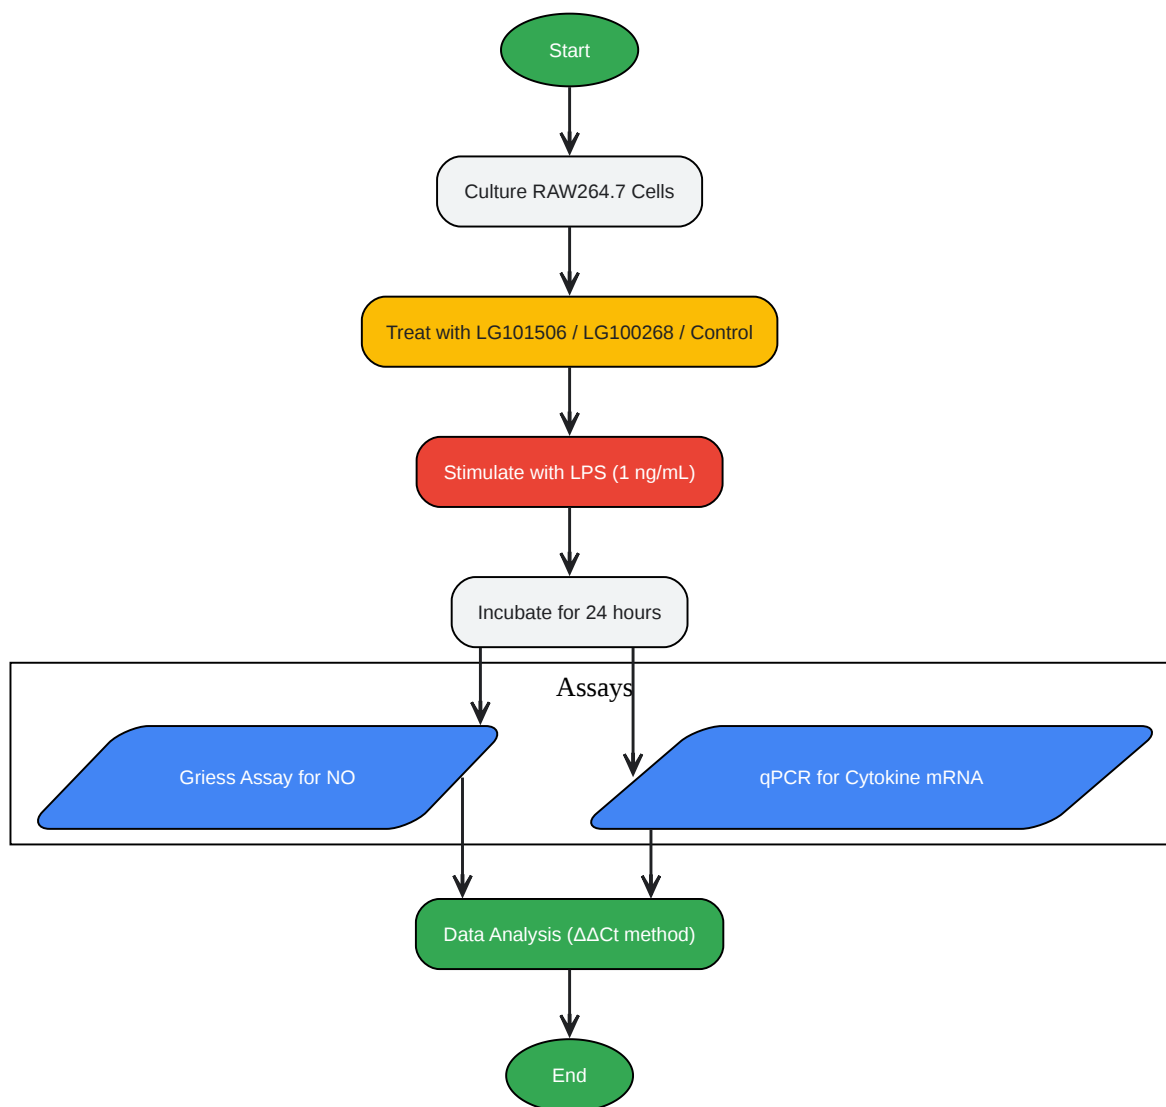 Start
Culture RAW264.7 Cells
Treat with LG101506 / LG100268 / Control
Stimulate with LPS (1 ng/mL)
Incubate for 24 hours
Assays
Griess Assay for NO
qPCR for Cytokine mRNA
Data Analysis (ΔΔCt method)
End